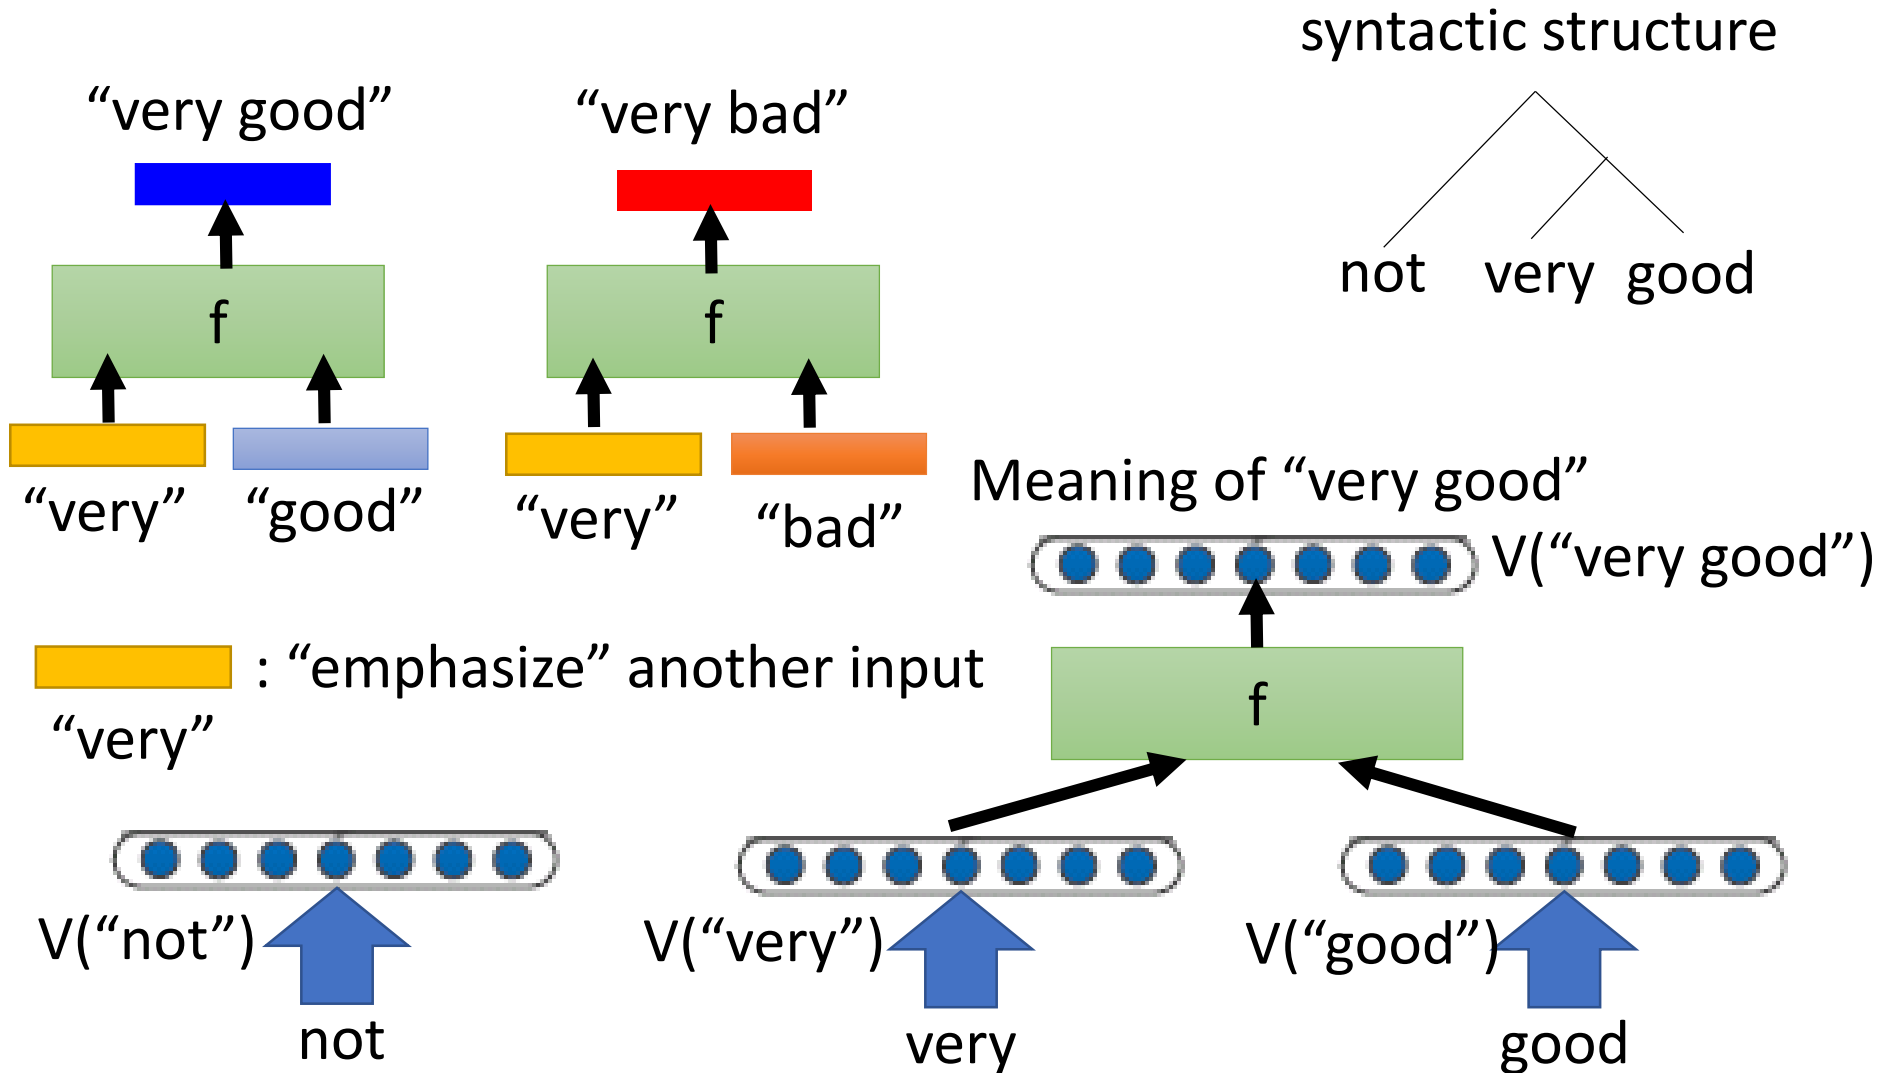 syntactic structure
“very good”
“very bad”
f
f
not very good
“very” “good”
“very” “bad”
Meaning of “very good”
V(“very good”)
: “emphasize” another input
“very”
f
V(“not”)
V(“very”)
V(“good”)
not
very
good